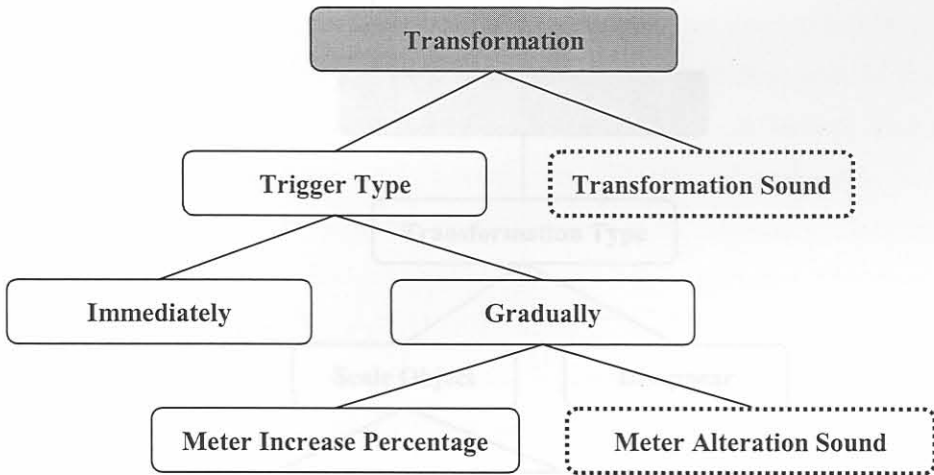 Transformation
Trigger Type
Transformation Sound
Transformation Type
Immediately
Gradually
Scale Object
Meter Increase Percentage
Meter Alteration Sound